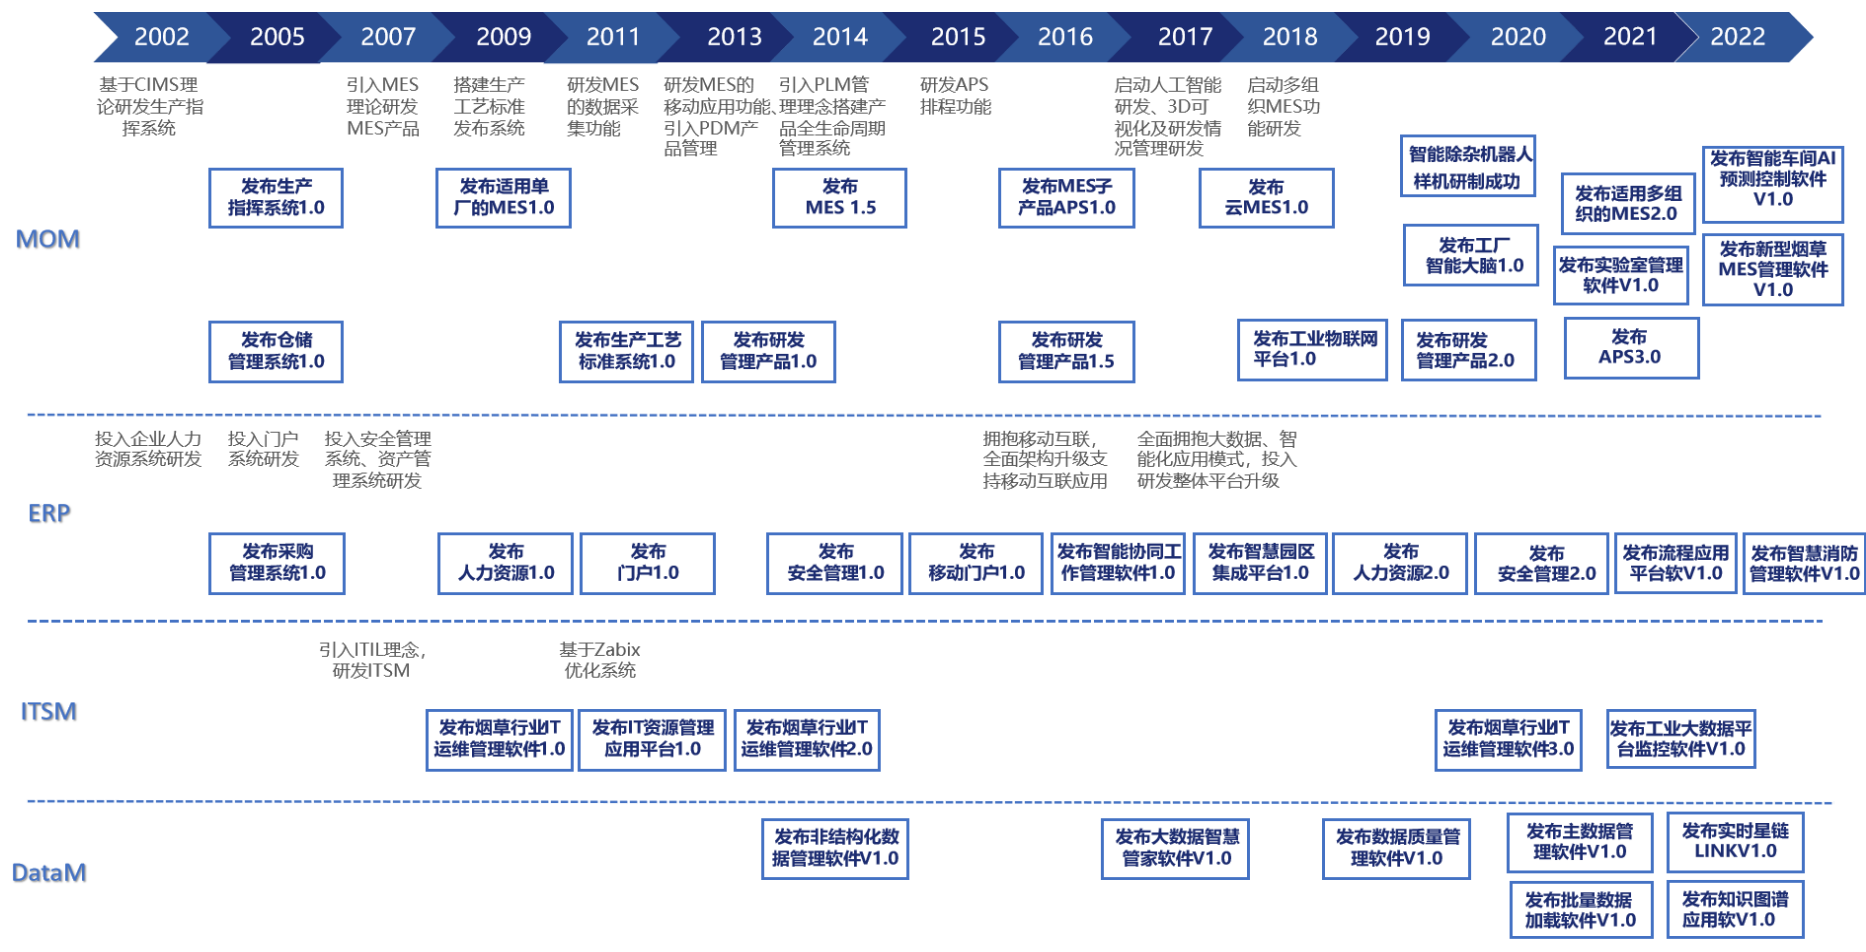 2002
2005
2007
2009
2011
2013
2014
2015
2016
2017
2018
2019
2020
2021
2022
MOM
基于CIMS理
论研发生产指
挥系统
引入MES
理论研发
MES产品
搭建生产
工艺标准
发布系统
研发MES
的数据采
集功能
研发MES的
移动应用功能、
引入PDM产
品管理
引入PLM管
理理念搭建产
品全生命周期
管理系统
研发APS
排程功能
启动人工智能
研发、3D可
视化及研发情
况管理研发
启动多组
织MES功
能研发
发布生产
指挥系统1.0
发布适用单
厂的MES1.0
发布
MES 1.5
发布MES子
产品APS1.0
发布
云MES1.0
智能除杂机器人
样机研制成功
发布工厂
智能大脑1.0
发布适用多组
织的MES2.0
发布实验室管理
软件V1.0
发布智能车间AI
预测控制软件
V1.0
发布新型烟草
MES管理软件
V1.0
发布仓储
管理系统1.0
发布生产工艺
标准系统1.0
发布研发
管理产品1.0
发布研发
管理产品1.5
发布工业物联网
平台1.0
发布研发
管理产品2.0
发布
APS3.0
ERP
投入企业人力
资源系统研发
投入门户
系统研发
投入安全管理
系统、资产管
理系统研发
拥抱移动互联，
全面架构升级支
持移动互联应用
全面拥抱大数据、智
能化应用模式，投入
研发整体平台升级
发布采购
管理系统1.0
发布
人力资源1.0
发布
门户1.0
发布
安全管理1.0
发布
移动门户1.0
发布智能协同工
作管理软件1.0
发布智慧园区
集成平台1.0
发布
人力资源2.0
发布
安全管理2.0
发布流程应用
平台软V1.0
发布智慧消防
管理软件V1.0
ITSM
引入ITIL理念，
研发ITSM
基于Zabix
优化系统
发布烟草行业IT
运维管理软件1.0
发布IT资源管理
应用平台1.0
发布烟草行业IT
运维管理软件2.0
发布烟草行业IT
运维管理软件3.0
发布工业大数据平
台监控软件V1.0
DataM
发布非结构化数
据管理软件V1.0
发布大数据智慧
管家软件V1.0
发布数据质量管
理软件V1.0
发布主数据管
理软件V1.0
发布实时星链
LINKV1.0
发布批量数据
加载软件V1.0
发布知识图谱
应用软V1.0